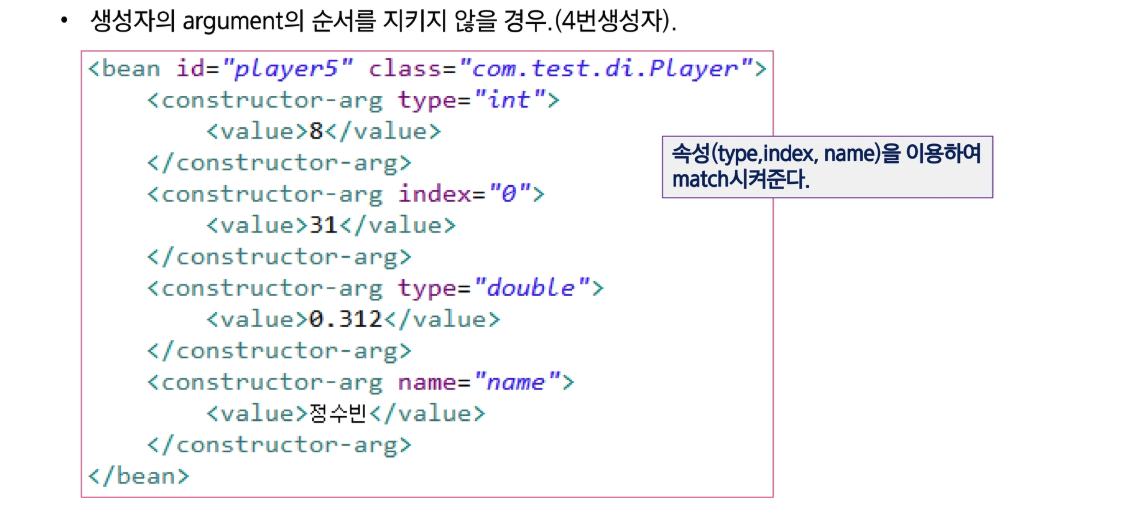 • 생성자의 argument의 순서를 지키지 않을 경우.(4번생성자).
<bean id="player5" class="com.test.di.Player">
<constructor-arg type="int">
<value>8</value>
</constructor-arg>
<constructor-arg index="0">
<value>31</value>
</constructor-arg>
<constructor-arg type="double">
<value>0.312</value>
</constructor-arg>
<constructor-arg name="name">
<value>정수빈</value>
</constructor-arg>
</bean>
속성(type,index, name)을 이용하여
match시켜준다.